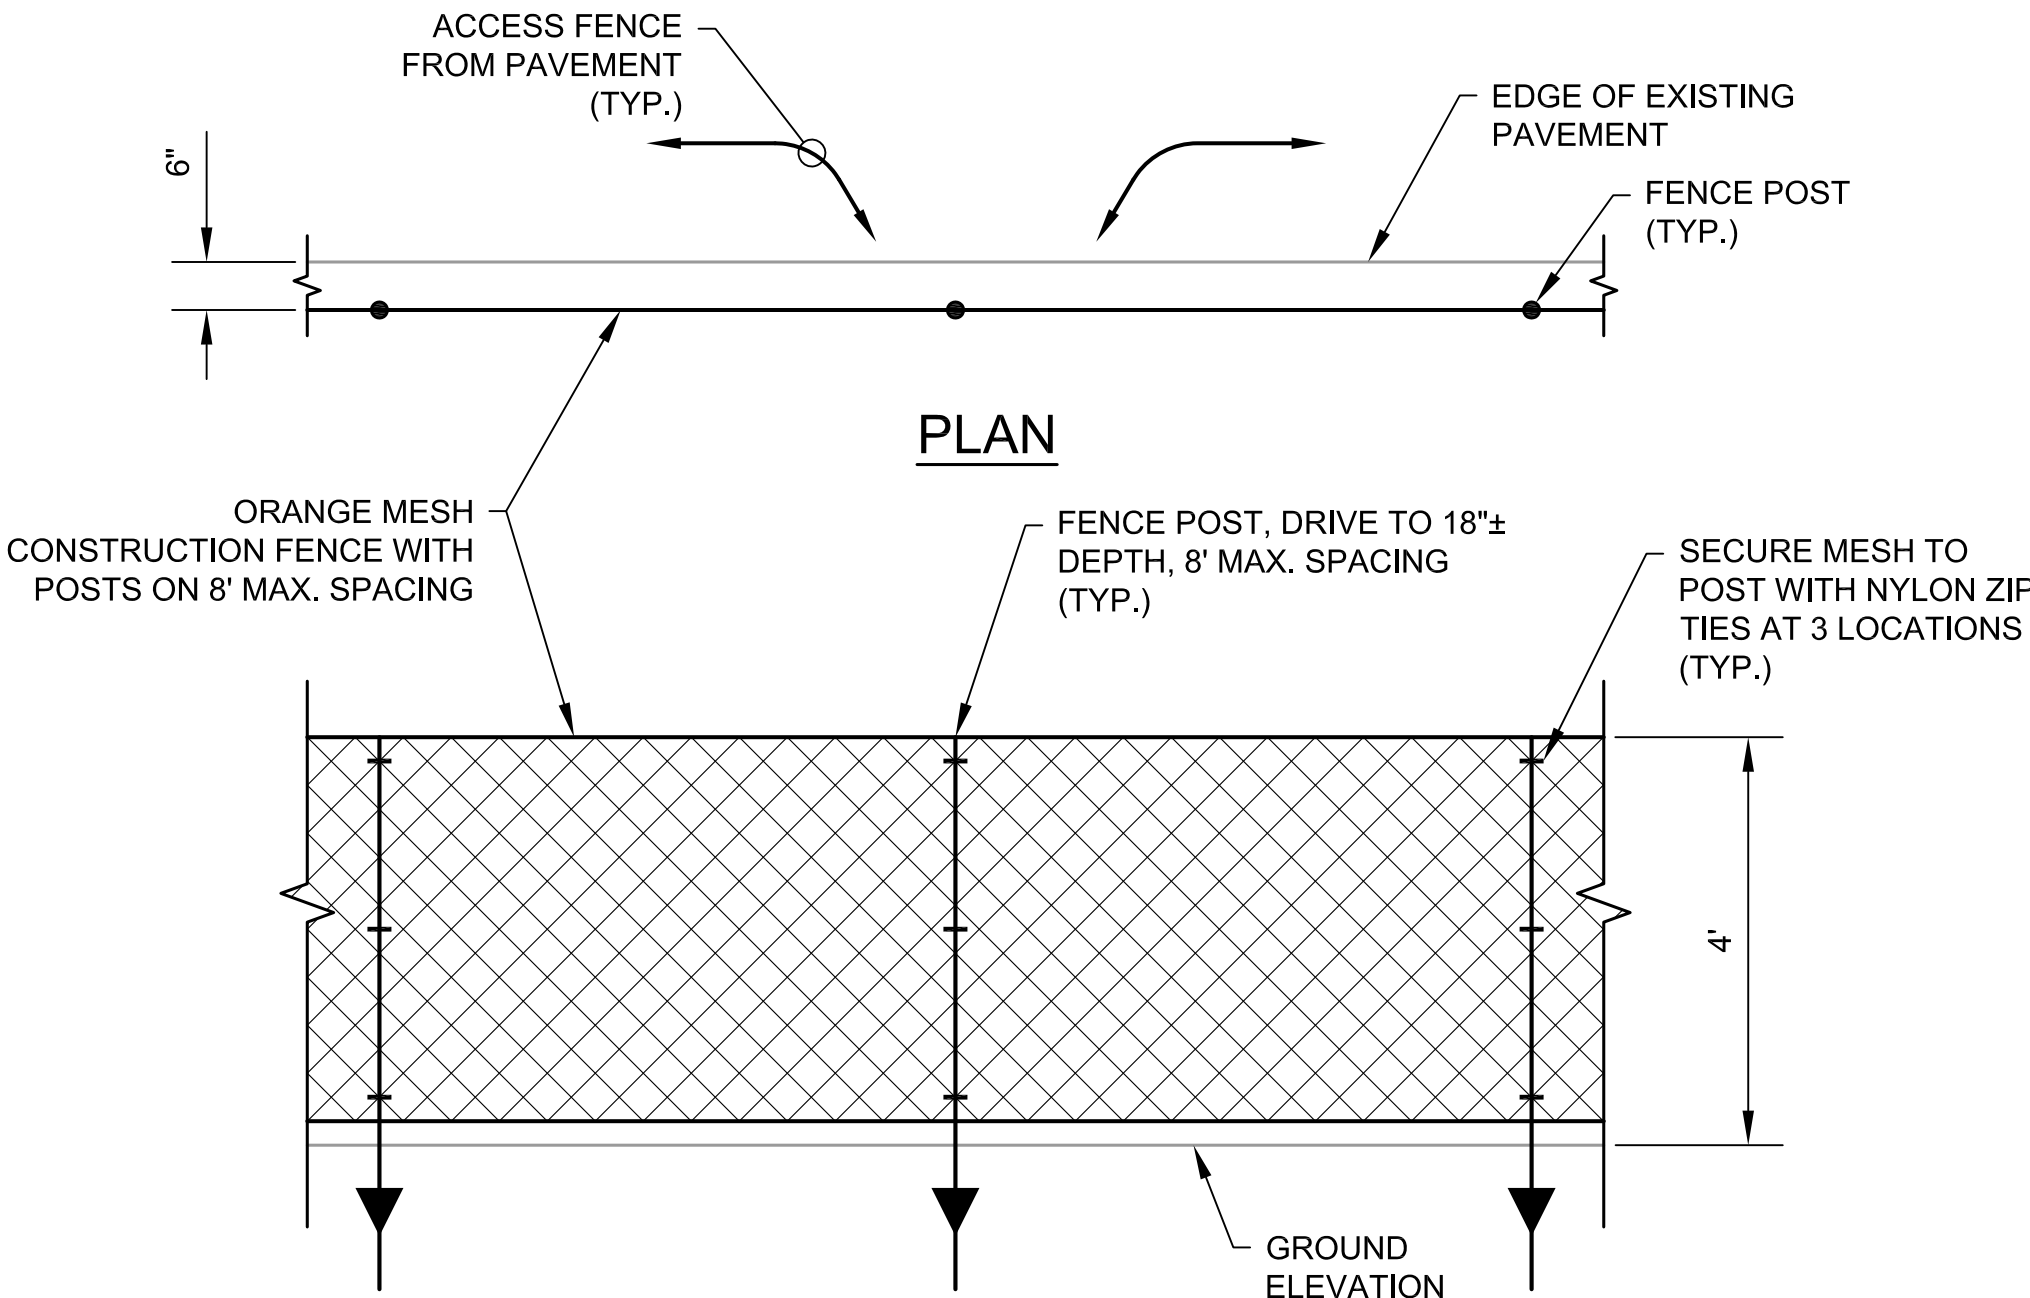 ACCESS FENCE
FROM PAVEMENT
(TYP.)
EDGE OF EXISTING
PAVEMENT
6"
FENCE POST
(TYP.)
PLAN
ORANGE MESH
CONSTRUCTION FENCE WITH
POSTS ON 8' MAX. SPACING
FENCE POST, DRIVE TO 18"±
DEPTH, 8' MAX. SPACING
(TYP.)
SECURE MESH TO
POST WITH NYLON ZIP
TIES AT 3 LOCATIONS
(TYP.)
4'
GROUND
ELEVATION